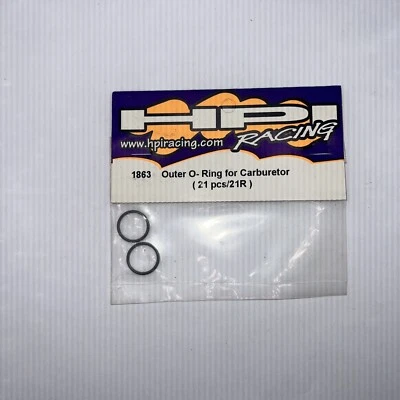 HPI
RACING
www.hpiracing.com
1863 Outer O- Ring for Carburetor
( 21 pcs/21R )